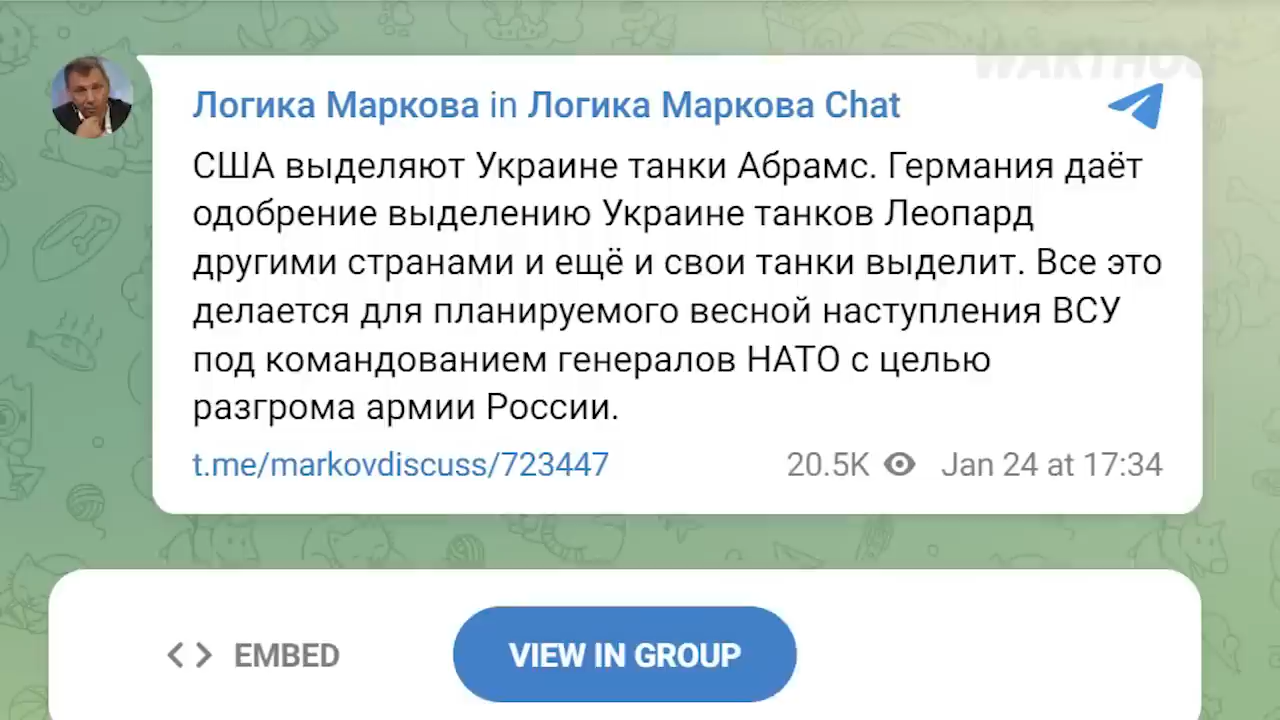 WARTHOG
Логика Маркова in Логика Маркова Chat
США выделяют Украине танки Абрамс. Германия даёт
одобрение выделению Украине танков Леопард
другими странами и ещё и свои танки выделит. Все это
делается для планируемого весной наступления ВСУ
под командованием генералов НАТО с целью
разгрома армии России.
t.me/markovdiscuss/723447 20.5K Jan 24 at 17:34
< > EMBED VIEW IN GROUP